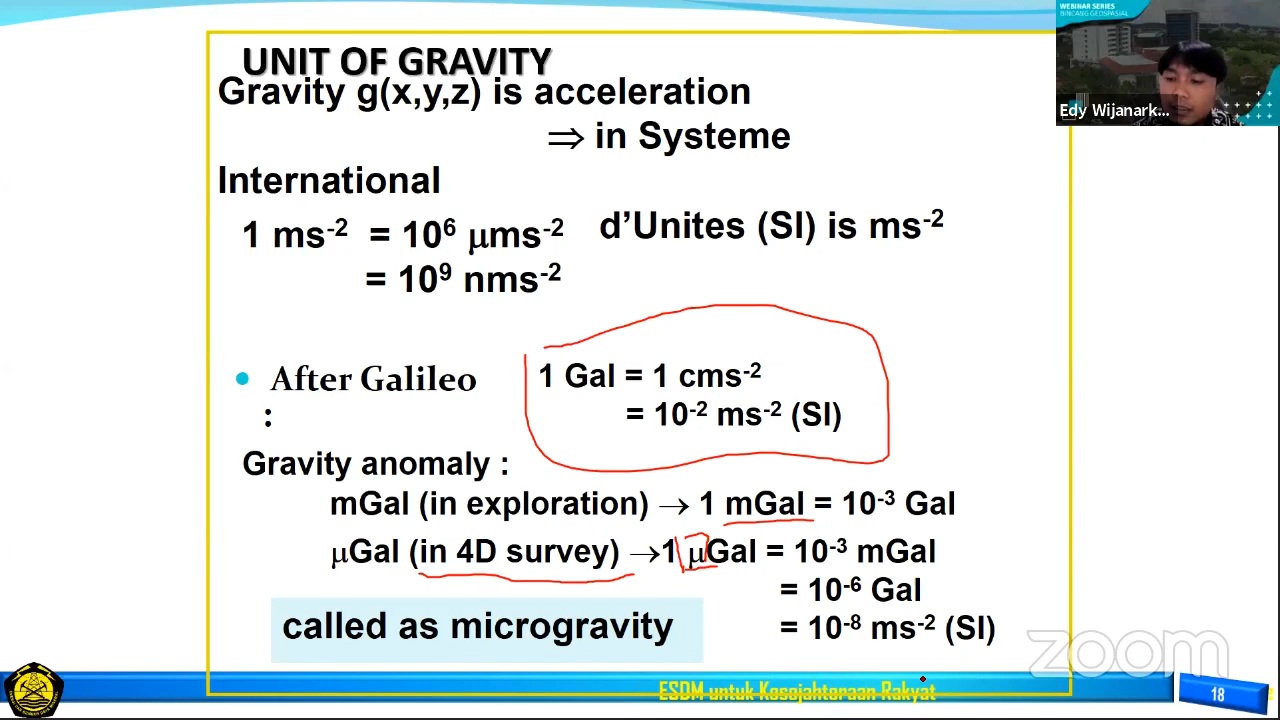 WEBINAR SERIES
BINCANG GEOSPASIAL
Edy Wijanark...
UNIT OF GRAVITY
Gravity g(x,y,z) is acceleration
⇒ in Systeme
International
d’Unites (SI) is ms⁻²
1 ms⁻² = 10⁶ μms⁻²
= 10⁹ nms⁻²
• After Galileo
:
1 Gal = 1 cms⁻²
= 10⁻² ms⁻² (SI)
Gravity anomaly :
mGal (in exploration) → 1 mGal = 10⁻³ Gal
μGal (in 4D survey) →1 μGal = 10⁻³ mGal
= 10⁻⁶ Gal
= 10⁻⁸ ms⁻² (SI)
called as microgravity
zoom
ESDM untuk Kesejahteraan Rakyat
18